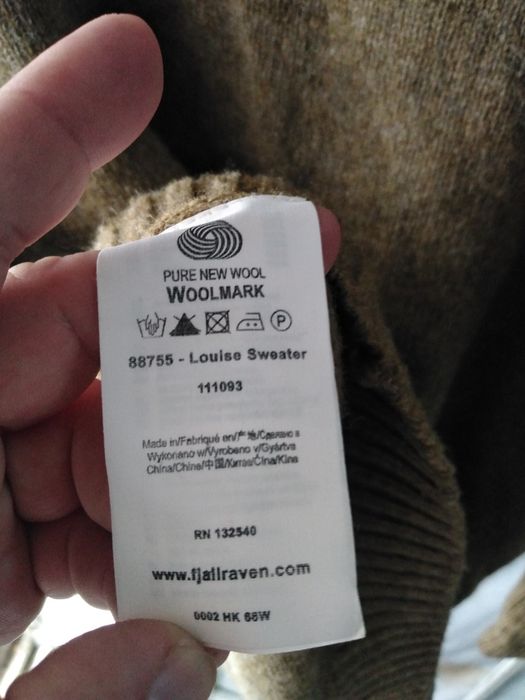 PURE NEW WOOL
WOOLMARK
P
88755 - Louise Sweater
111093
Made in/Fabriqué en/产地/Сделано в
Wykonano w/Vyrobeno v/Gyártva
China/Chine/中国/Китай/Čína/Kína
RN 132540
www.fjallraven.com
0002 HK 68W